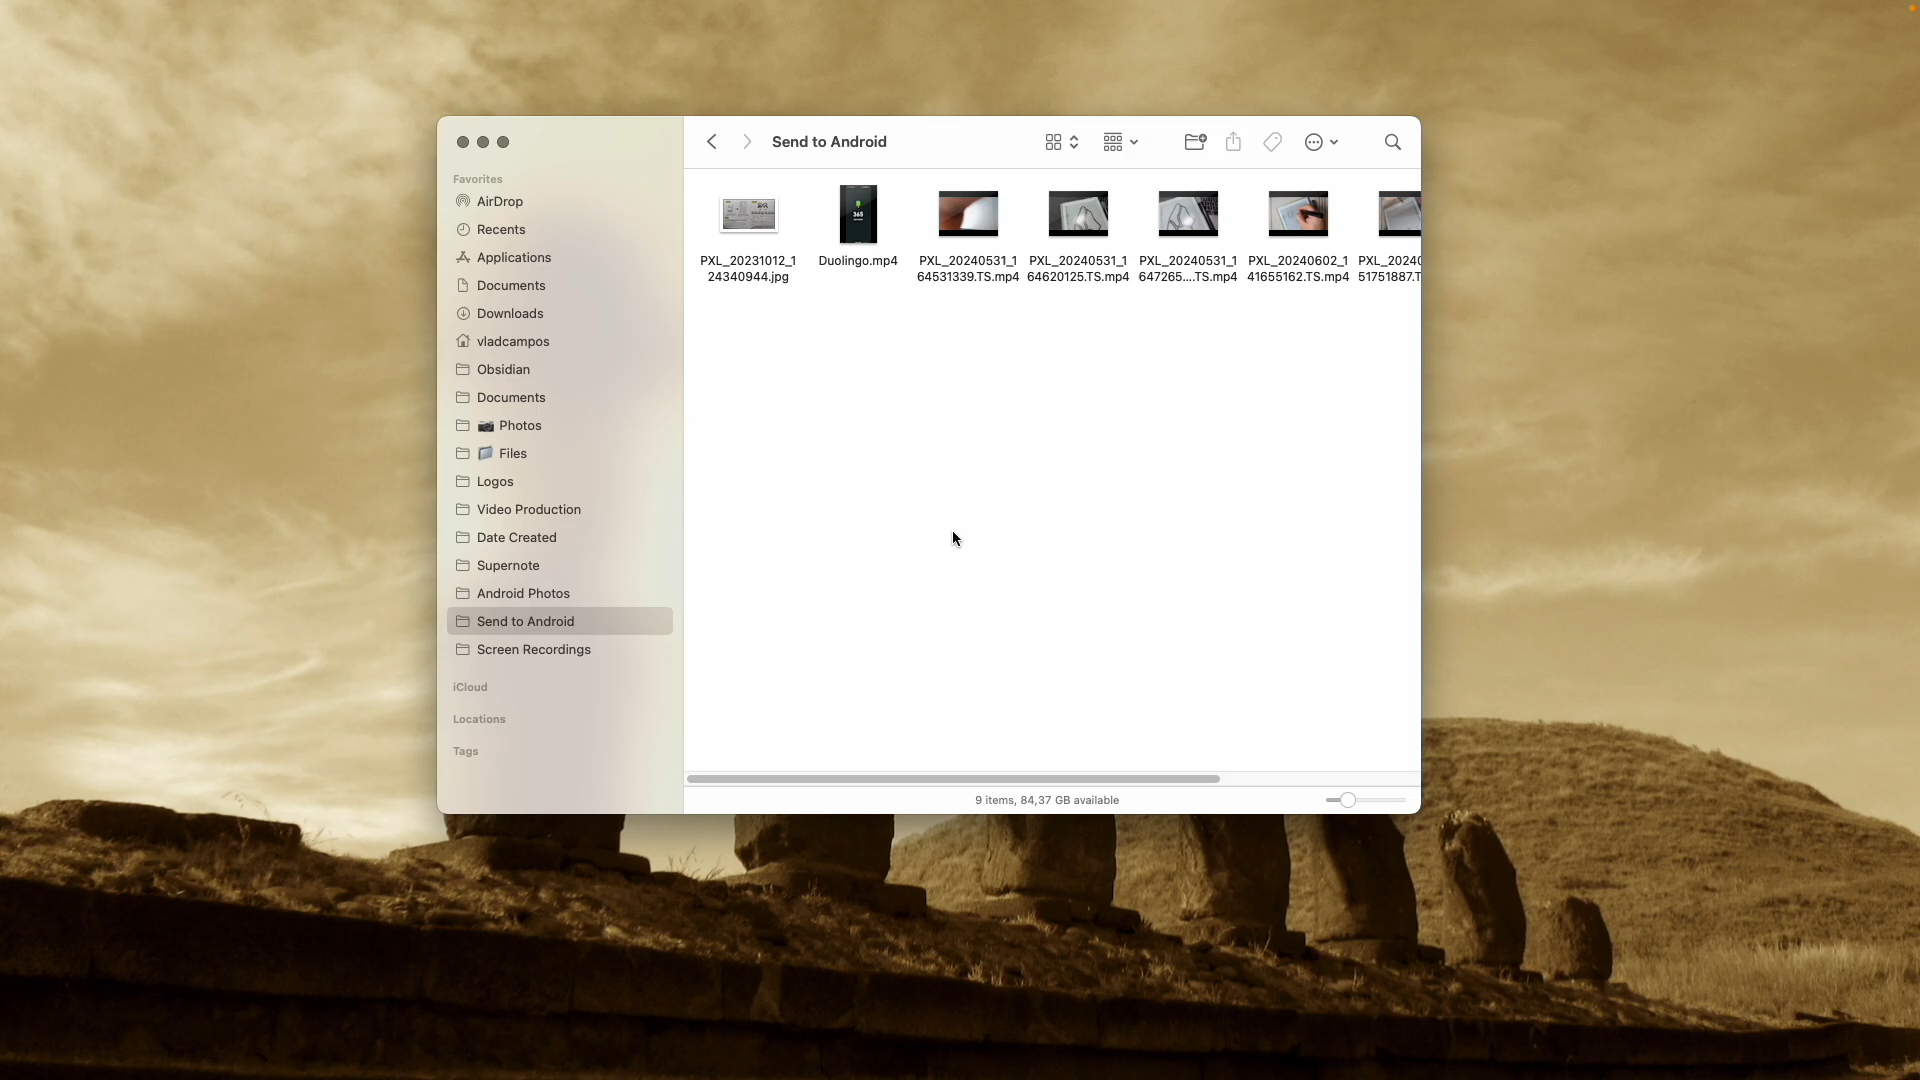 Send to Android
Favorites
AirDrop
Recents
Applications
Documents
Downloads
vladcampos
Obsidian
Documents
Photos
Files
Logos
Video Production
Date Created
Supernote
Android Photos
Send to Android
Screen Recordings
iCloud
Locations
Tags
PXL_20231012_1
24340944.jpg
365
Duolingo.mp4
PXL_20240531_1
64531339.TS.mp4
PXL_20240531_1
64620125.TS.mp4
PXL_20240531_1
647265....TS.mp4
PXL_20240602_1
41655162.TS.mp4
PXL_2024
51751887.T
9 items, 84,37 GB available